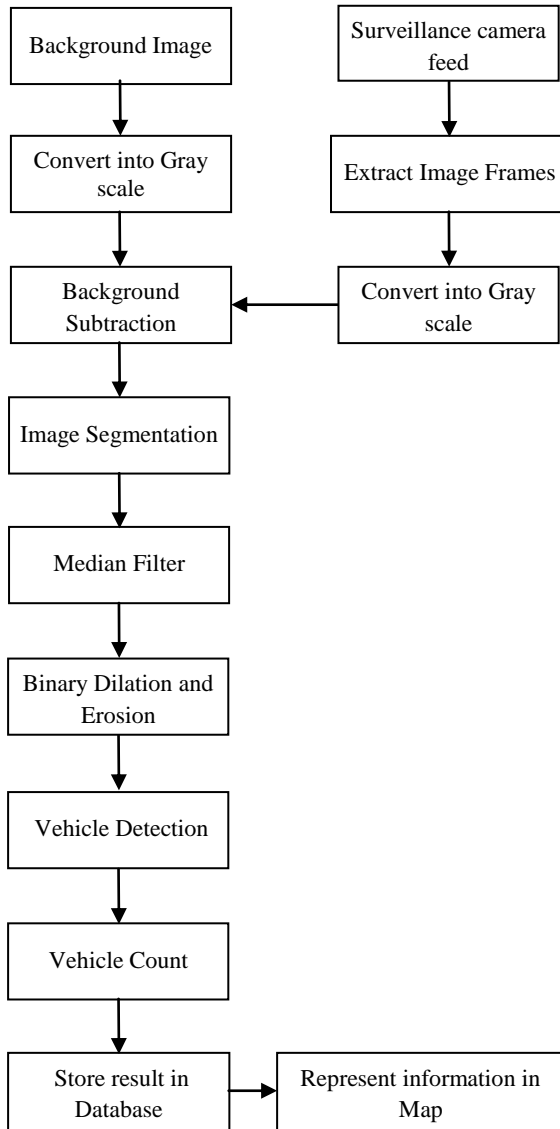 Background Image
Surveillance camera
feed
Convert into Gray
scale
Extract Image Frames
Background
Subtraction
Convert into Gray
scale
Image Segmentation
Median Filter
Binary Dilation and
Erosion
Vehicle Detection
Vehicle Count
Store result in
Database
Represent information in
Map